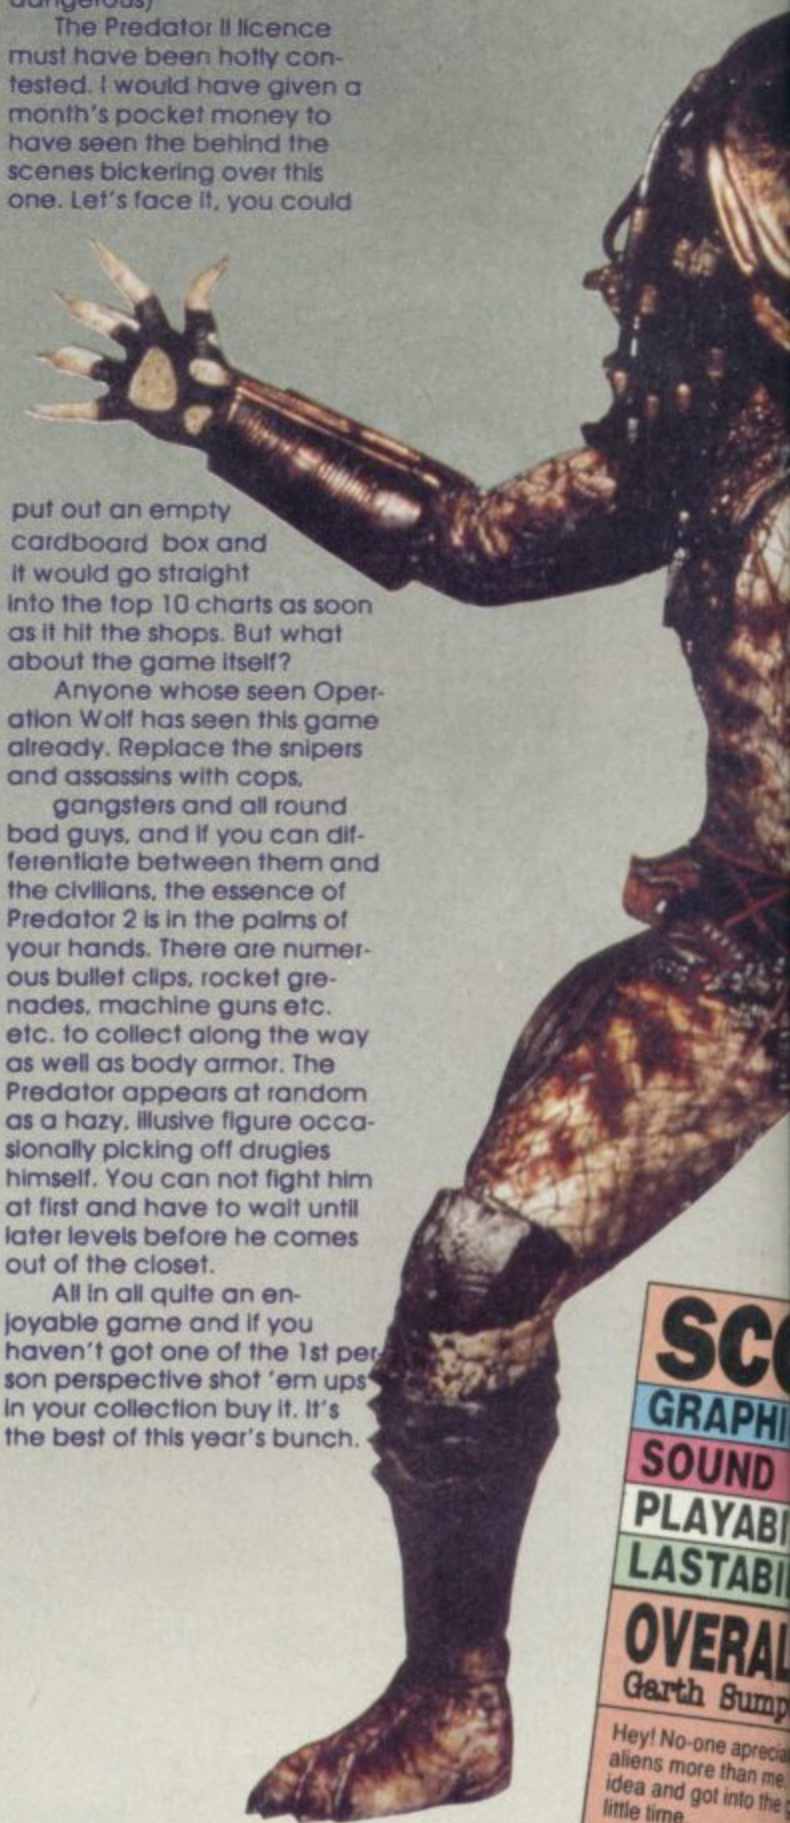 dangerous)
The Predator II licence
must have been hotly con-
tested. I would have given a
month's pocket money to
have seen the behind the
scenes bickering over this
one. Let's face it, you could
put out an empty
cardboard box and
it would go straight
into the top 10 charts as soon
as it hit the shops. But what
about the game itself?
Anyone whose seen Oper-
ation Wolf has seen this game
already. Replace the snipers
and assassins with cops,
gangsters and all round
bad guys, and if you can dif-
ferentiate between them and
the civilians, the essence of
Predator 2 is in the palms of
your hands. There are numer-
ous bullet clips, rocket gre-
nades, machine guns etc.
etc. to collect along the way
as well as body armor. The
Predator appears at random
as a hazy, illusive figure occa-
sionally picking off drugies
himself. You can not fight him
at first and have to wait until
later levels before he comes
out of the closet.
All in all quite an en-
joyable game and if you
haven't got one of the 1st per-
son perspective shot 'em ups
in your collection buy it. It's
the best of this year's bunch.
SCO
GRAPHI
SOUND
PLAYABI
LASTABI
OVERAL
Garth Sump
Hey! No-one aprecia
aliens more than me
idea and got into the g
little time